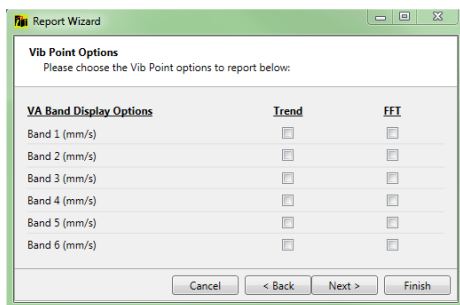 Report Wizard
Vib Point Options
Please choose the Vib Point options to report below:
VA Band Display Options Trend FFT
Band 1 (mm/s)
Band 2 (mm/s)
Band 3 (mm/s)
Band 4 (mm/s)
Band 5 (mm/s)
Band 6 (mm/s)
Cancel < Back Next > Finish